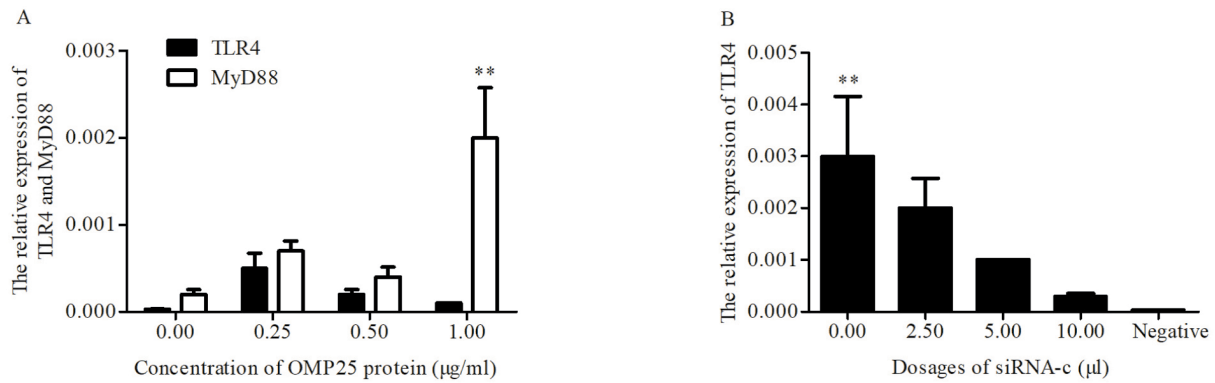 A
The relative expression of
TLR4 and MyD88
0.003
0.002
0.001
0.000
TLR4
MyD88
**
0.00 0.25 0.50 1.00
Concentration of OMP25 protein (μg/ml)
B
The relative expression of TLR4
0.005
0.004
0.003
0.002
0.001
0.000
**
0.00 2.50 5.00 10.00 Negative
Dosages of siRNA-c (μl)